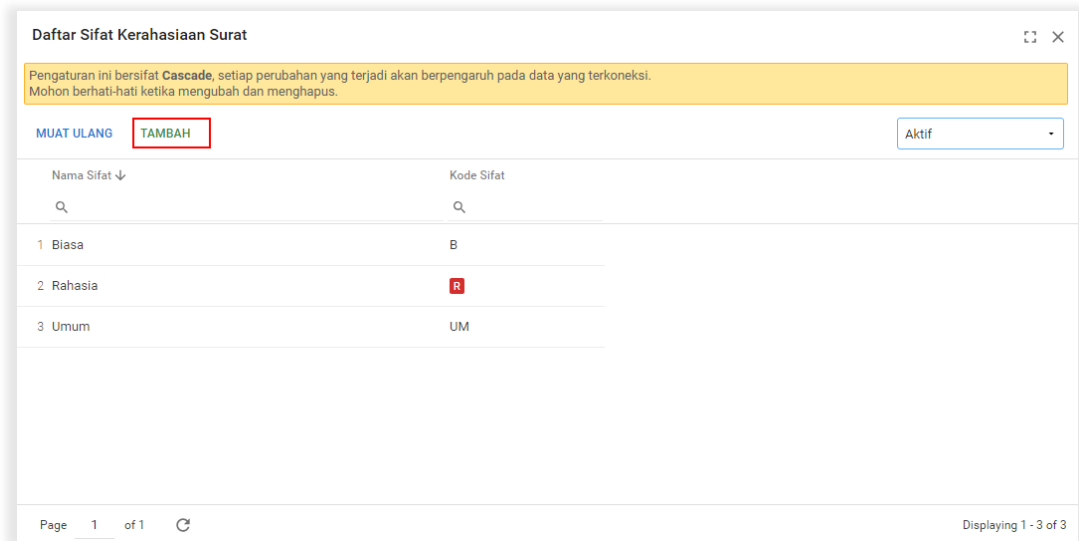 Daftar Sifat Kerahasiaan Surat
Pengaturan ini bersifat Cascade, setiap perubahan yang terjadi akan berpengaruh pada data yang terkoneksi.
Mohon berhati-hati ketika mengubah dan menghapus.
MUAT ULANG TAMBAH Aktif
Nama Sifat Kode Sifat
1 Biasa B
2 Rahasia R
3 Umum UM
Page 1 of 1 Displaying 1 - 3 of 3